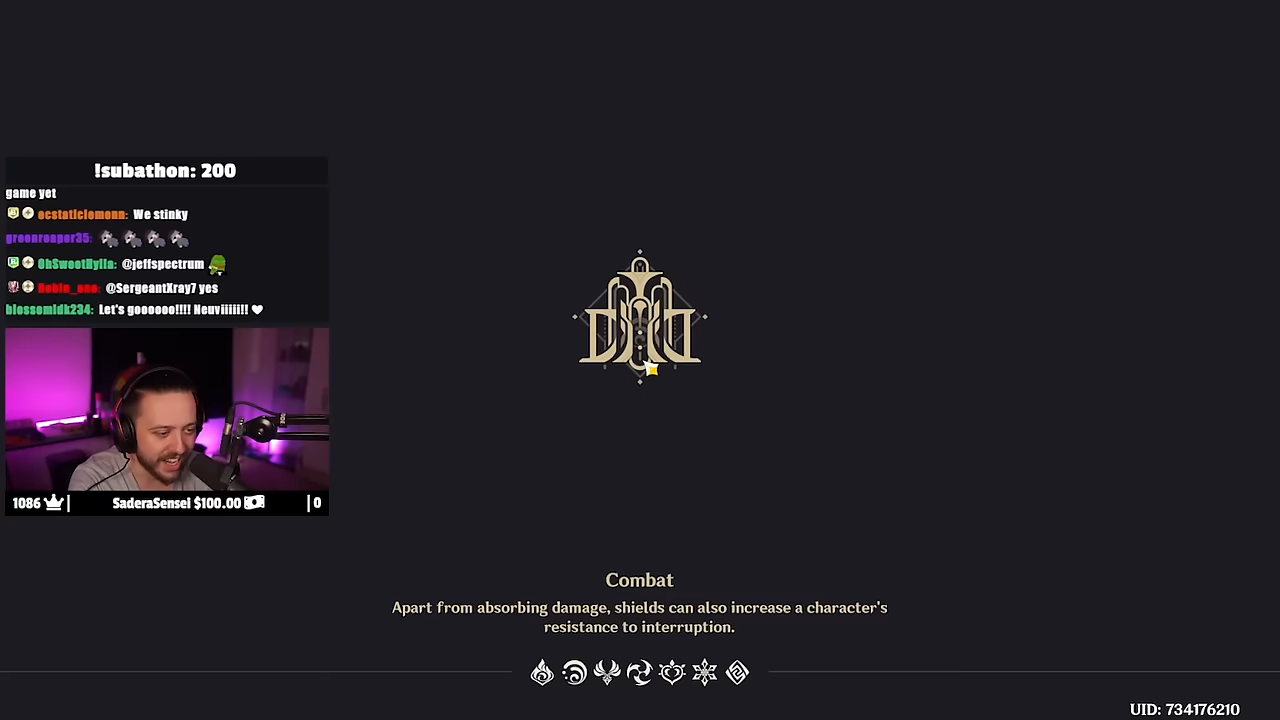 !subathon: 200
game yet
ecstaticlemonn: We stinky
greenreaper35:
OhSweetHylia: @jeffspectrum
@SergeantXray7 yes
blossomidk234: Let's goooooo!!!! Neuviiiiii!!
1086 | SaderaSensei $100.00 | 0
Combat
Apart from absorbing damage, shields can also increase a character's
resistance to interruption.
UID: 734176210